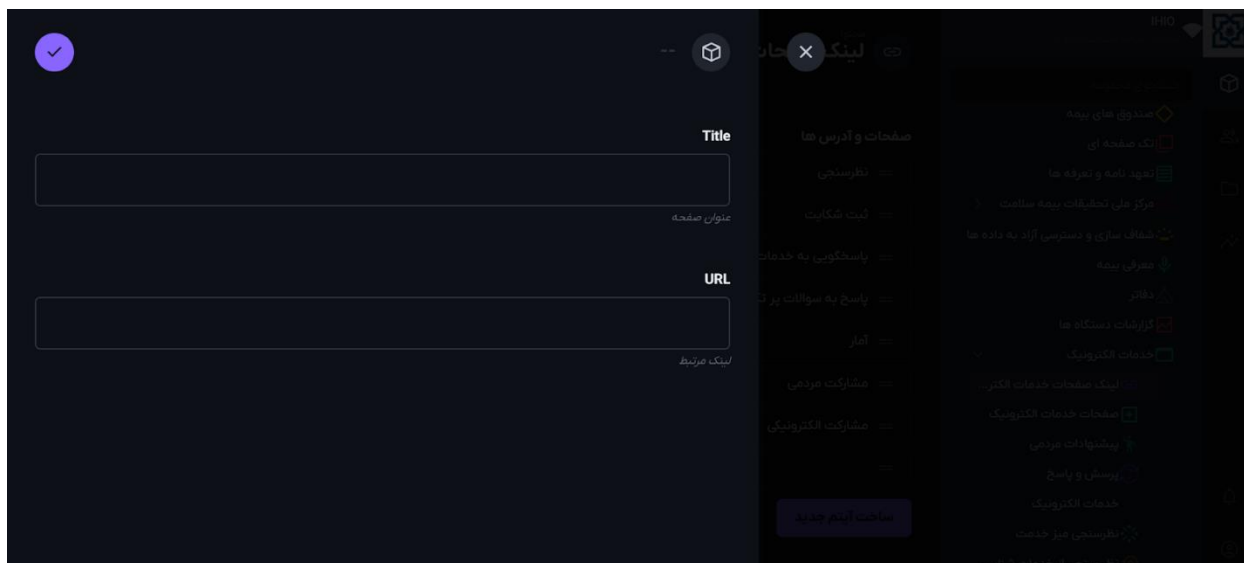 IHIO
صندوق های بیمه
تک صفحه ای
تعهد نامه و تعرفه ها
مرکز ملی تحقیقات بیمه سلامت
شفاف سازی و دسترسی آزاد به داده ها
معرفی بیمه
دفاتر
گزارشات دستگاه ها
خدمات الکترونیک
لینک صفحات خدمات الکتر...
صفحات خدمات الکترونیک
پیشنهادات مردمی
پرسش و پاسخ
خدمات الکترونیک
نظرسنجی میز خدمت
لینک
صفحات و آدرس ها
نظرسنجی
ثبت شکایت
پاسخگویی به خدمات
پاسخ به سوالات پر
آمار
مشارکت مردمی
مشارکت الکترونیکی
ساخت آیتم جدید
--
Title
عنوان صفحه
URL
لینک مرتبط